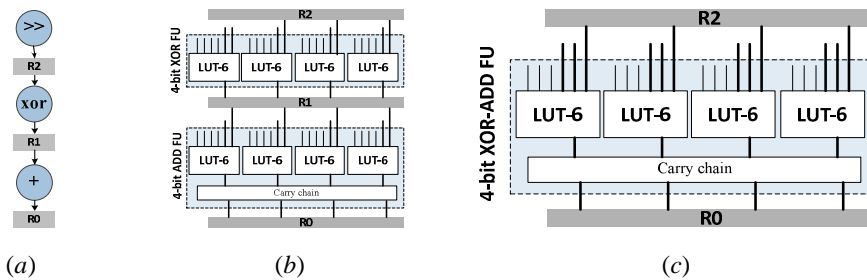 >>
R2
xor
R1
+
R0
(a)
R2
4-bit XOR FU
LUT-6 LUT-6 LUT-6 LUT-6
R1
4-bit ADD FU
LUT-6 LUT-6 LUT-6 LUT-6
Carry chain
R0
(b)
R2
4-bit XOR-ADD FU
LUT-6 LUT-6 LUT-6 LUT-6
Carry chain
R0
(c)